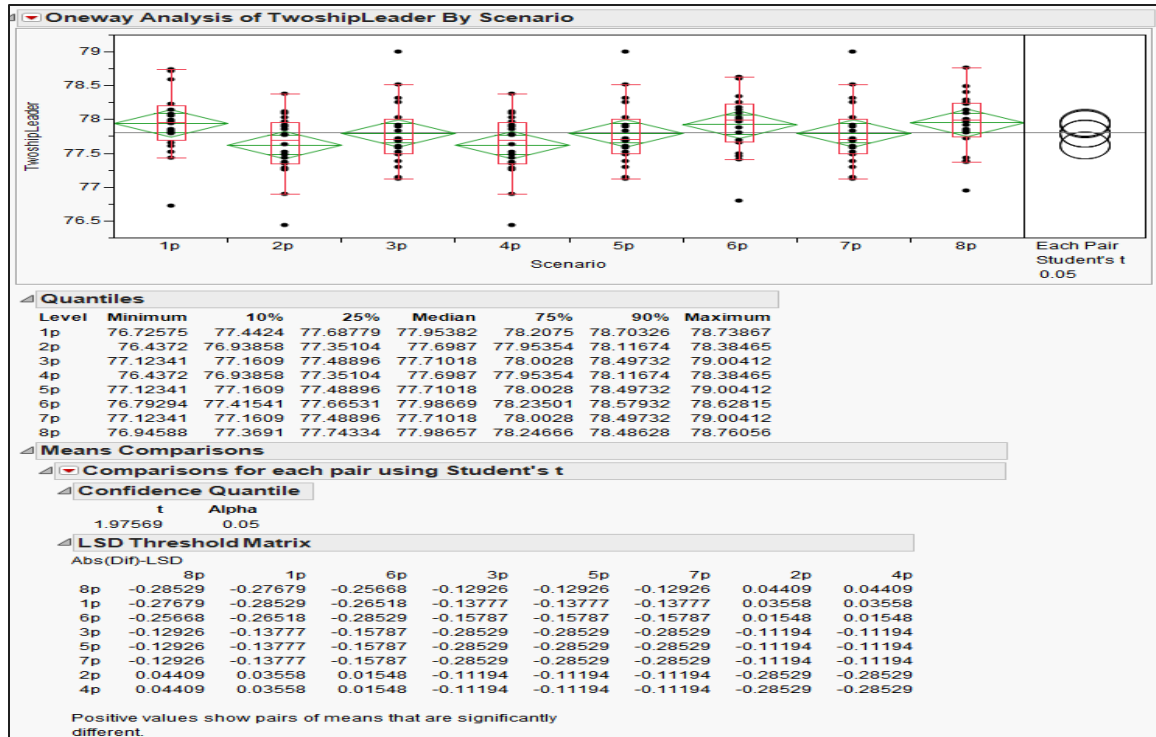 Oneway Analysis of TwoshipLeader By Scenario
79
78.5
78
77.5
77
76.5
TwoshipLeader
1p 2p 3p 4p 5p 6p 7p 8p
Scenario
Each Pair
Student's t
0.05
Quantiles
Level Minimum 10% 25% Median 75% 90% Maximum
1p 76.72575 77.4424 77.68779 77.95382 78.2075 78.70326 78.73867
2p 76.4372 76.93858 77.35104 77.6987 77.95354 78.11674 78.38465
3p 77.12341 77.1609 77.48896 77.71018 78.0028 78.49732 79.00412
4p 76.4372 76.93858 77.35104 77.6987 77.95354 78.11674 78.38465
5p 77.12341 77.1609 77.48896 77.71018 78.0028 78.49732 79.00412
6p 76.79294 77.41541 77.66531 77.98669 78.23501 78.57932 78.62815
7p 77.12341 77.1609 77.48896 77.71018 78.0028 78.49732 79.00412
8p 76.94588 77.3691 77.74334 77.98657 78.24666 78.48628 78.76056
Means Comparisons
Comparisons for each pair using Student's t
Confidence Quantile
t Alpha
1.97569 0.05
LSD Threshold Matrix
Abs(Dif)-LSD
8p 1p 6p 3p 5p 7p 2p 4p
8p -0.28529 -0.27679 -0.25668 -0.12926 -0.12926 -0.12926 0.04409 0.04409
1p -0.27679 -0.28529 -0.26518 -0.13777 -0.13777 -0.13777 0.03558 0.03558
6p -0.25668 -0.26518 -0.28529 -0.15787 -0.15787 -0.15787 0.01548 0.01548
3p -0.12926 -0.13777 -0.15787 -0.28529 -0.28529 -0.28529 -0.11194 -0.11194
5p -0.12926 -0.13777 -0.15787 -0.28529 -0.28529 -0.28529 -0.11194 -0.11194
7p -0.12926 -0.13777 -0.15787 -0.28529 -0.28529 -0.28529 -0.11194 -0.11194
2p 0.04409 0.03558 0.01548 -0.11194 -0.11194 -0.11194 -0.28529 -0.28529
4p 0.04409 0.03558 0.01548 -0.11194 -0.11194 -0.11194 -0.28529 -0.28529
Positive values show pairs of means that are significantly
different.